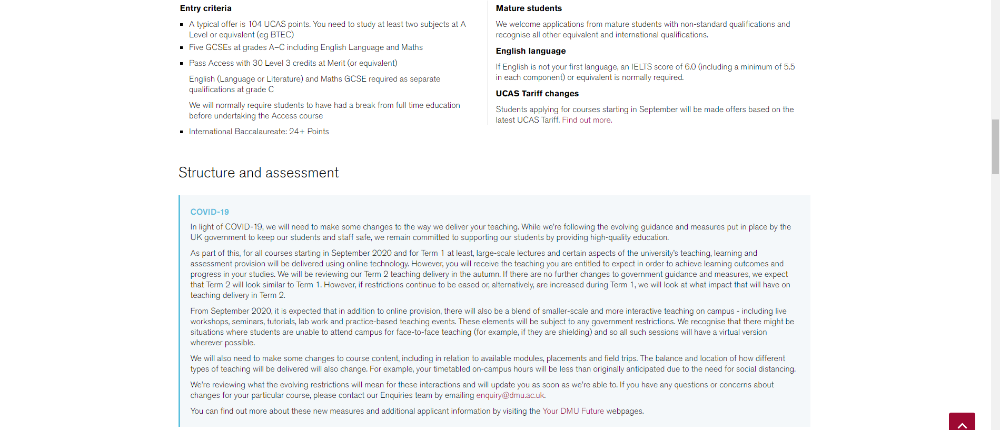 Entry criteria
A typical offer is 104 UCAS points. You need to study at least two subjects at A
Level or equivalent (eg BTEC)
Five GCSEs at grades A–C including English Language and Maths
Pass Access with 30 Level 3 credits at Merit (or equivalent)
English (Language or Literature) and Maths GCSE required as separate
qualifications at grade C
We will normally require students to have had a break from full time education
before undertaking the Access course
International Baccalaureate: 24+ Points
Mature students
We welcome applications from mature students with non-standard qualifications and
recognise all other equivalent and international qualifications.
English language
If English is not your first language, an IELTS score of 6.0 (including a minimum of 5.5
in each component) or equivalent is normally required.
UCAS Tariff changes
Students applying for courses starting in September will be made offers based on the
latest UCAS Tariff. Find out more.
Structure and assessment
COVID-19
In light of COVID-19, we will need to make some changes to the way we deliver your teaching. While we're following the evolving guidance and measures put in place by the
UK government to keep our students and staff safe, we remain committed to supporting our students by providing high-quality education.
As part of this, for all courses starting in September 2020 and for Term 1 at least, large-scale lectures and certain aspects of the university's teaching, learning and
assessment provision will be delivered using online technology. However, you will receive the teaching you are entitled to expect in order to achieve learning outcomes and
progress in your studies. We will be reviewing our Term 2 teaching delivery in the autumn. If there are no further changes to government guidance and measures, we expect
that Term 2 will look similar to Term 1. However, if restrictions continue to be eased or, alternatively, are increased during Term 1, we will look at what impact that will have on
teaching delivery in Term 2.
From September 2020, it is expected that in addition to online provision, there will also be a blend of smaller-scale and more interactive teaching on campus - including live
workshops, seminars, tutorials, lab work and practice-based teaching events. These elements will be subject to any government restrictions. We recognise that there might be
situations where students are unable to attend campus for face-to-face teaching (for example, if they are shielding) and so all such sessions will have a virtual version
wherever possible.
We will also need to make some changes to course content, including in relation to available modules, placements and field trips. The balance and location of how different
types of teaching will be delivered will also change. For example, your timetabled on-campus hours will be less than originally anticipated due to the need for social distancing.
We're reviewing what the evolving restrictions will mean for these interactions and will update you as soon as we're able to. If you have any questions or concerns about
changes for your particular course, please contact our Enquiries team by emailing enquiry@dmu.ac.uk.
You can find out more about these new measures and additional applicant information by visiting the Your DMU Future webpages.